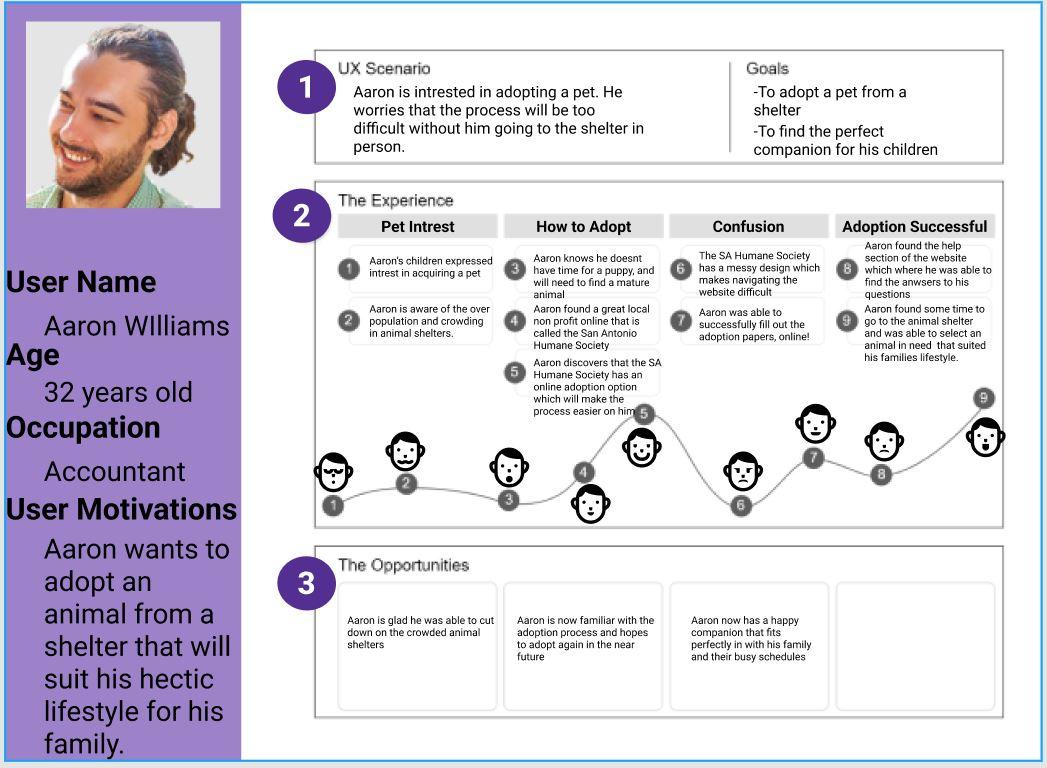 User Name
Aaron WIlliams
Age
32 years old
Occupation
Accountant
User Motivations
Aaron wants to
adopt an
animal from a
shelter that will
suit his hectic
lifestyle for his
family.
1
UX Scenario
Aaron is intrested in adopting a pet. He
worries that the process will be too
difficult without him going to the shelter in
person.
Goals
-To adopt a pet from a
shelter
-To find the perfect
companion for his children
2
The Experience
Pet Intrest
1
Aaron's children expressed
intrest in acquiring a pet
2
Aaron is aware of the over
population and crowding
in animal shelters.
How to Adopt
3
Aaron knows he doesnt
have time for a puppy, and
will need to find a mature
animal
4
Aaron found a great local
non profit online that is
called the San Antonio
Humane Society
5
Aaron discovers that the SA
Humane Society has an
online adoption option
which will make the
process easier on him
Confusion
6
The SA Humane Society
has a messy design which
makes navigating the
website difficult
7
Aaron was able to
successfully fill out the
adoption papers, online!
Adoption Successful
8
Aaron found the help
section of the website
which where he was able to
find the anwsers to his
questions
9
Aaron found some time to
go to the animal shelter
and was able to select an
animal in need that suited
his families lifestyle.
1
2
3
4
5
6
7
8
9
3
The Opportunities
Aaron is glad he was able to cut
down on the crowded animal
shelters
Aaron is now familiar with the
adoption process and hopes
to adopt again in the near
future
Aaron now has a happy
companion that fits
perfectly in with his family
and their busy schedules